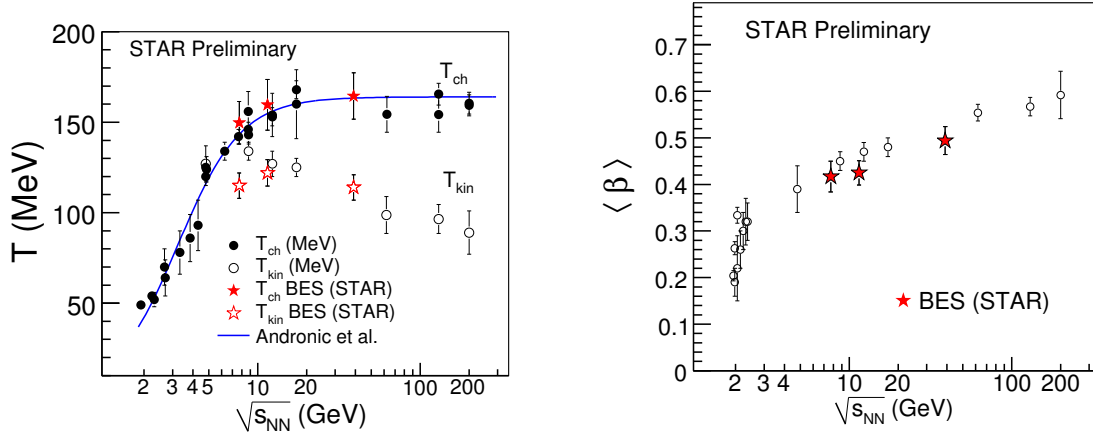 STAR Preliminary
T (MeV)
200
150
100
50
T_ch
T_kin
T_ch (MeV)
T_kin (MeV)
T_ch BES (STAR)
T_kin BES (STAR)
Andronic et al.
2 3 4 5 10 20 100 200
√s_NN (GeV)
STAR Preliminary
⟨β⟩
0.7
0.6
0.5
0.4
0.3
0.2
0.1
0
BES (STAR)
2 3 4 10 20 100 200
√s_NN (GeV)